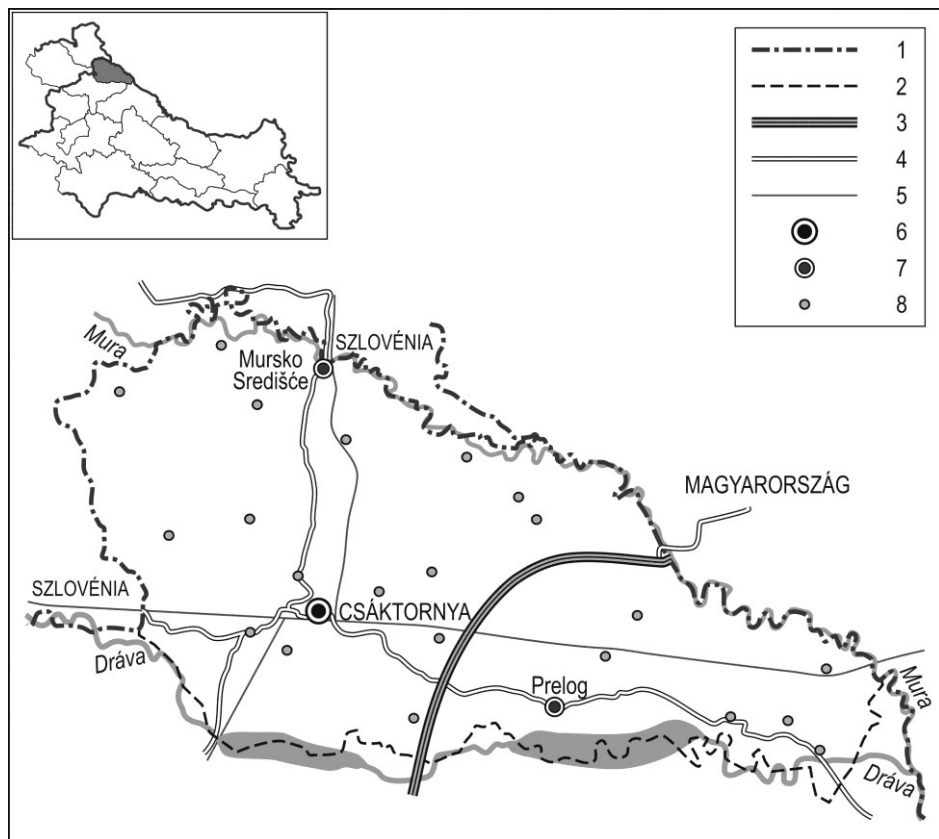 1
2
3
4
5
6
7
8
Mura
Mursko
Središće
SZLOVÉNIA
MAGYARORSZÁG
SZLOVÉNIA
CSÁKTORNYA
Dráva
Prelog
Mura
Dráva